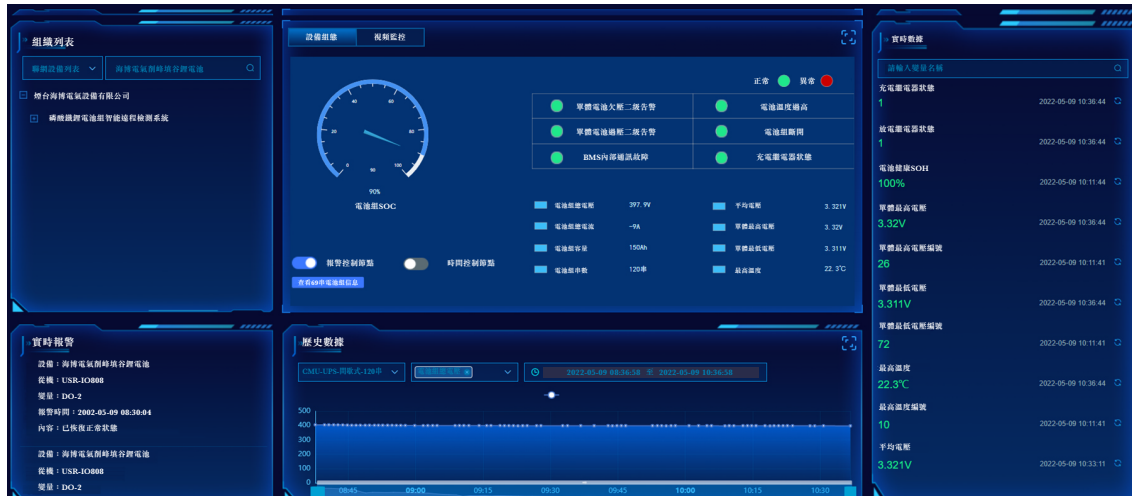 組織列表
聯網設備列表
海博電氣削峰填谷鋰電池
煙台海博電氣設備有限公司
磷酸鐵鋰電池組智能遠程檢測系統
設備組態
視頻監控
40
60
20
80
0
90
100
90%
電池組SOC
正常
異常
單體電池欠壓二級告警
電池溫度過高
單體電池過壓二級告警
電池組斷開
BMS內部通訊故障
充電繼電器狀態
電池組總電壓
397.9V
平均電壓
3.321V
電池組總電流
-9A
單體最高電壓
3.32V
電池組容量
150Ah
單體最低電壓
3.311V
電池組串數
120串
最高溫度
22.3℃
報警控制節點
時間控制節點
查看69串電池組信息
實時報警
設備：海博電氣削峰填谷鋰電池
從機：USR-IO808
變量：DO-2
報警時間：2002-05-09 08:30:04
內容：已恢復正常狀態
設備：海博電氣削峰填谷鋰電池
從機：USR-IO808
變量：DO-2
歷史數據
CMU-UPS-間歇式-120串
2022-05-09 08:36:58 至 2022-05-09 10:36:58
500
400
300
200
100
0
08:45
09:00
09:15
09:30
09:45
10:00
10:15
10:30
實時數據
請輸入變量名稱
充電繼電器狀態
1
2022-05-09 10:36:44
放電繼電器狀態
1
2022-05-09 10:36:44
電池健康SOH
100%
2022-05-09 10:11:44
單體最高電壓
3.32V
2022-05-09 10:36:44
單體最高電壓編號
26
2022-05-09 10:11:41
單體最低電壓
3.311V
2022-05-09 10:36:44
單體最低電壓編號
72
2022-05-09 10:11:41
最高溫度
22.3℃
2022-05-09 10:36:44
最高溫度編號
10
2022-05-09 10:11:41
平均電壓
3.321V
2022-05-09 10:33:11